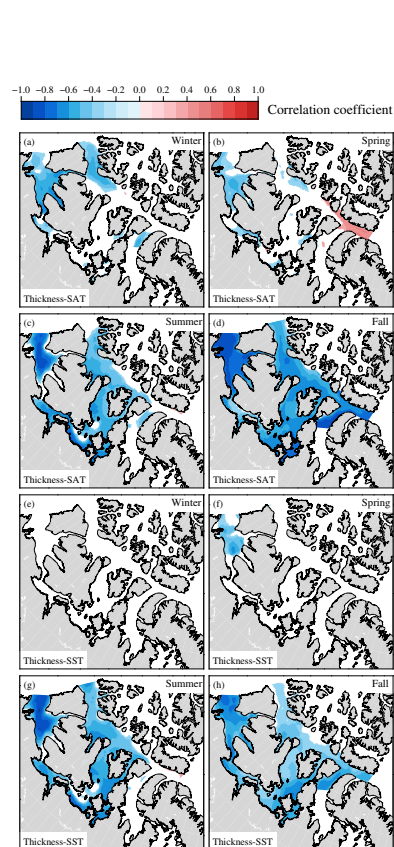 −1.0 −0.8 −0.6 −0.4 −0.2 0.0 0.2 0.4 0.6 0.8 1.0
Correlation coefficient
(a) Winter
Thickness-SAT
(b) Spring
Thickness-SAT
(c) Summer
Thickness-SAT
(d) Fall
Thickness-SAT
(e) Winter
Thickness-SST
(f) Spring
Thickness-SST
(g) Summer
Thickness-SST
(h) Fall
Thickness-SST